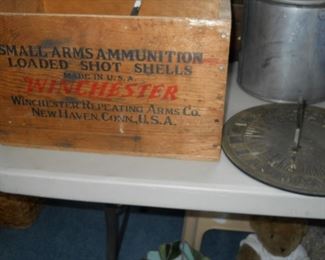 SMALL ARMS AMMUNITION
LOADED SHOT SHELLS
MADE IN U.S.A.
WINCHESTER
WINCHESTER REPEATING ARMS CO.
NEW HAVEN, CONN., U.S.A.